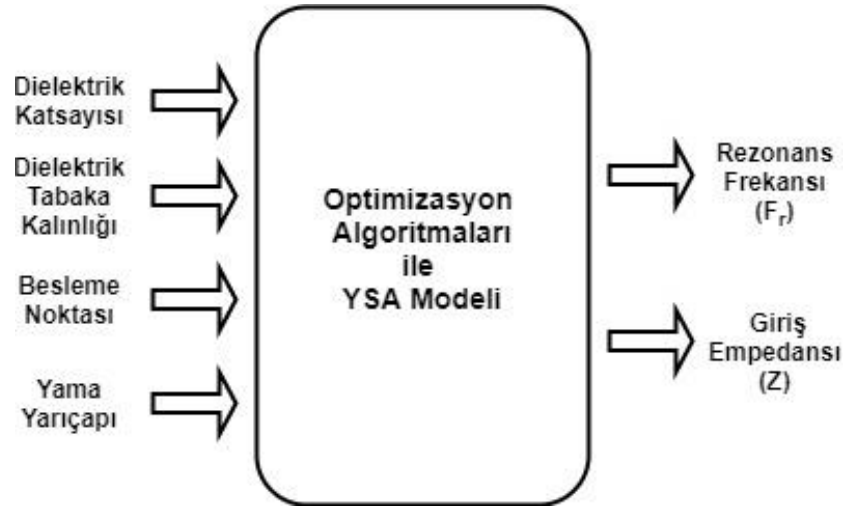 Dielektrik
Katsayısı
Dielektrik
Tabaka
Kalınlığı
Besleme
Noktası
Yama
Yarıçapı
Optimizasyon
Algoritmaları
ile
YSA Modeli
Rezonans
Frekansı
(Fr)
Giriş
Empedansı
(Z)